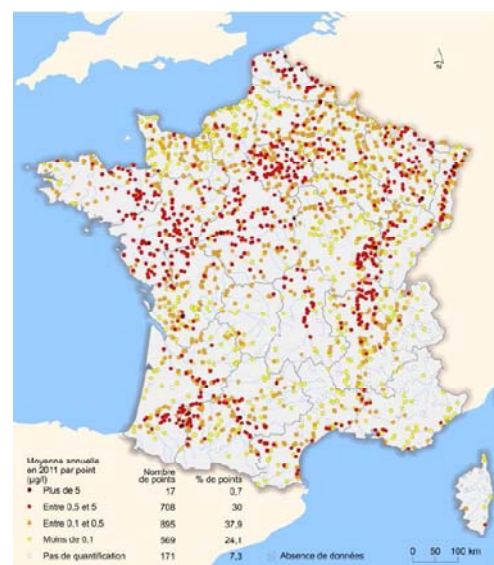 N
Moyenne annuelle
en 2011 par point
(µg/l)
Nombre
de points
% de points
Plus de 5 17 0,7
Entre 0,5 et 5 708 30
Entre 0,1 et 0,5 895 37,9
Moins de 0,1 569 24,1
Pas de quantification 171 7,3
Absence de données
0 50 100 km